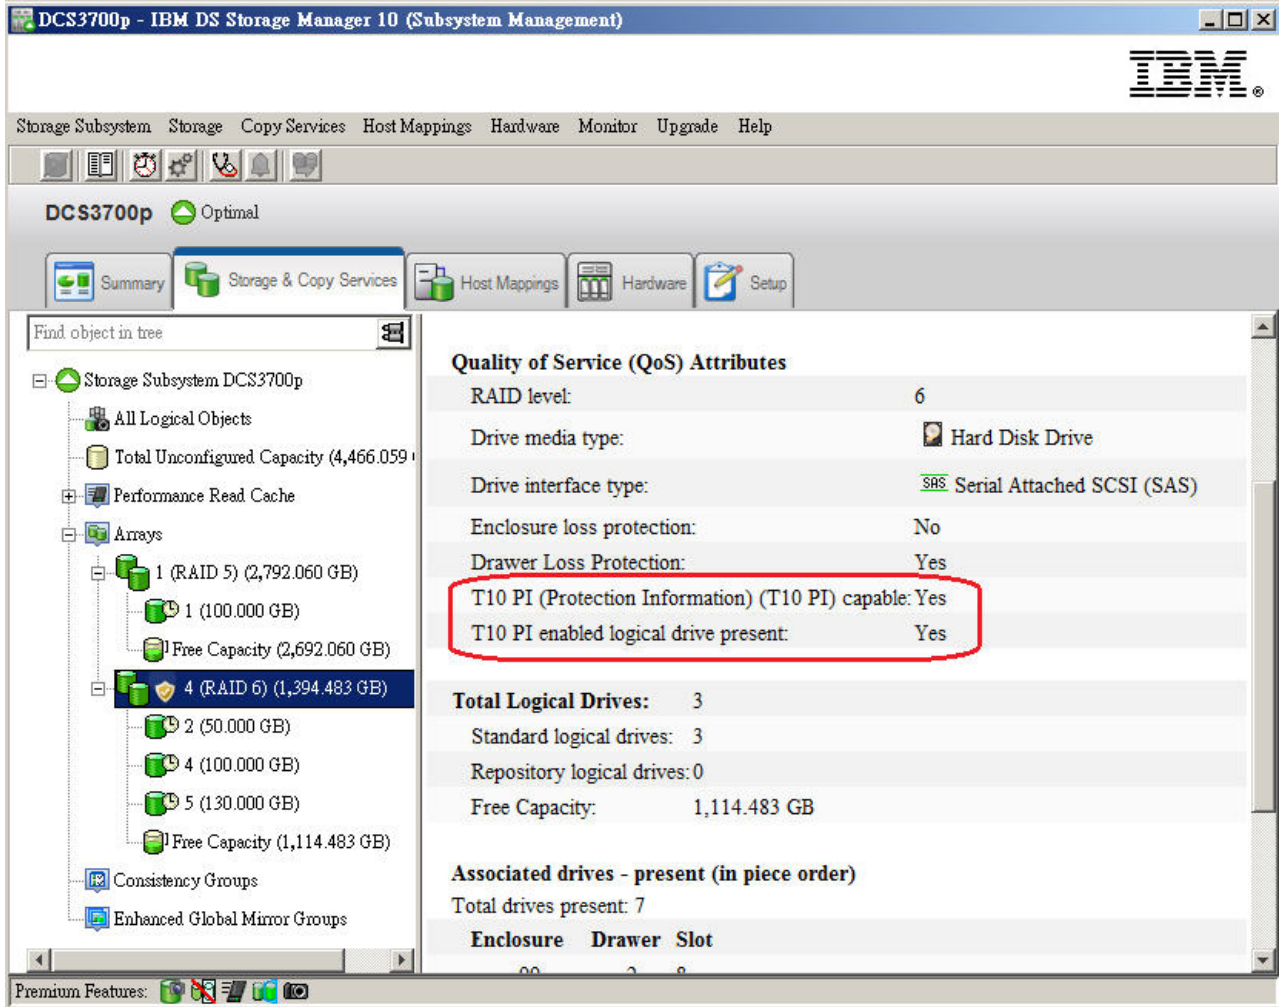 DCS3700p - IBM DS Storage Manager 10 (Subsystem Management)
IBM®
Storage Subsystem Storage Copy Services Host Mappings Hardware Monitor Upgrade Help
DCS3700p Optimal
Summary Storage & Copy Services Host Mappings Hardware Setup
Find object in tree
Storage Subsystem DCS3700p
All Logical Objects
Total Unconfigured Capacity (4,466.059
Performance Read Cache
Arrays
1 (RAID 5) (2,792.060 GB)
1 (100.000 GB)
Free Capacity (2,692.060 GB)
4 (RAID 6) (1,394.483 GB)
2 (50.000 GB)
4 (100.000 GB)
5 (130.000 GB)
Free Capacity (1,114.483 GB)
Consistency Groups
Enhanced Global Mirror Groups
Quality of Service (QoS) Attributes
RAID level: 6
Drive media type: Hard Disk Drive
Drive interface type: SAS Serial Attached SCSI (SAS)
Enclosure loss protection: No
Drawer Loss Protection: Yes
T10 PI (Protection Information) (T10 PI) capable: Yes
T10 PI enabled logical drive present: Yes
Total Logical Drives: 3
Standard logical drives: 3
Repository logical drives: 0
Free Capacity: 1,114.483 GB
Associated drives - present (in piece order)
Total drives present: 7
Enclosure Drawer Slot
Premium Features: